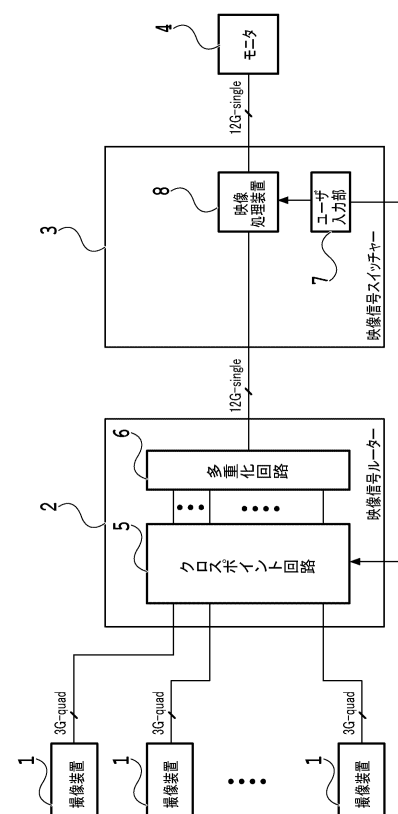 1
撮像装置
3G-quad
1
撮像装置
3G-quad
1
撮像装置
3G-quad
2
5
クロスポイント回路
6
多重化回路
映像信号ルーター
12G-single
3
8
映像
処理装置
7
ユーザ
入力部
映像信号スイッチャー
12G-single
4
モニタ